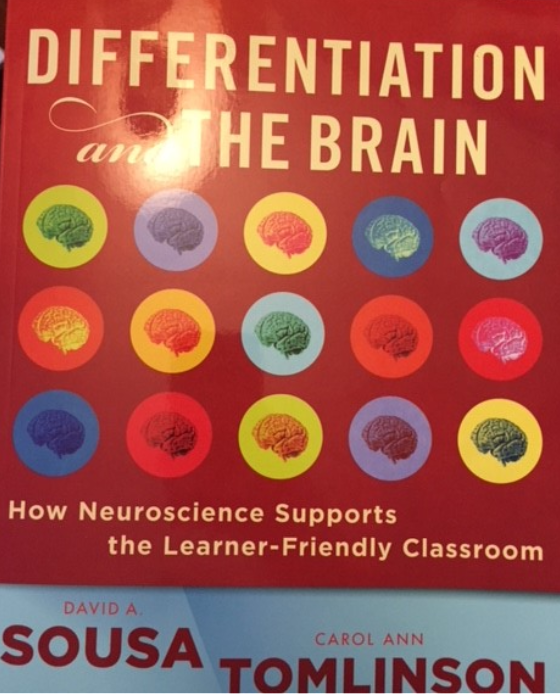 DIFFERENTIATION
and THE BRAIN
How Neuroscience Supports
the Learner-Friendly Classroom
DAVID A.
SOUSA
CAROL ANN
TOMLINSON